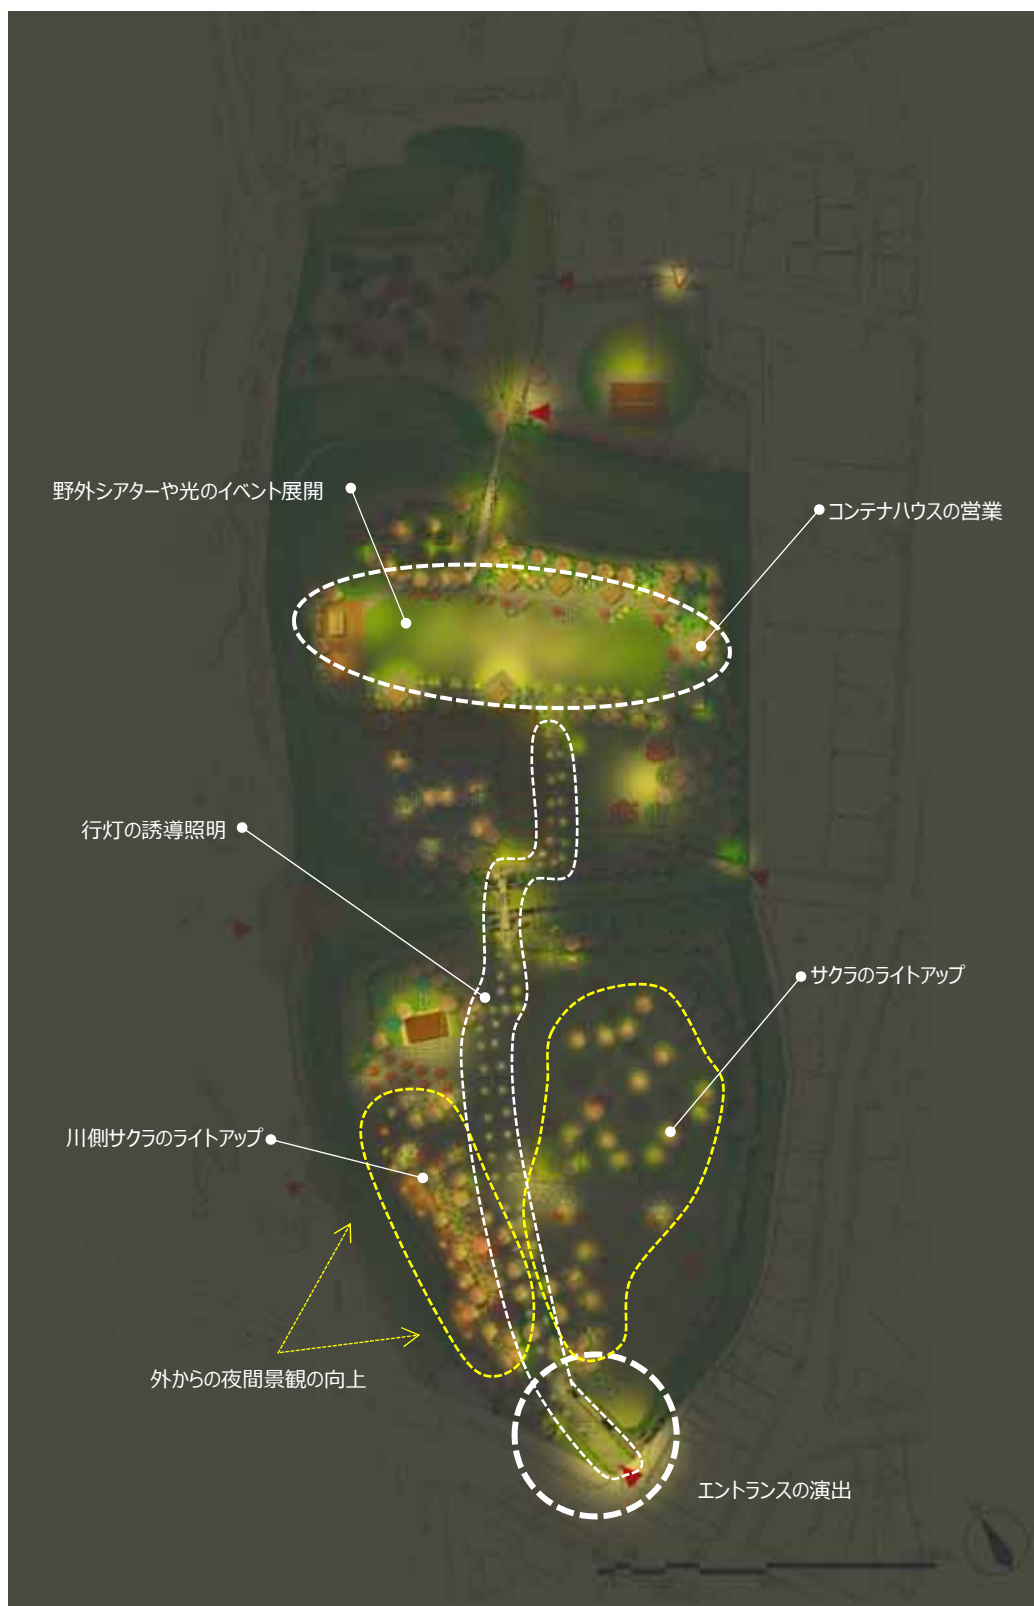 野外シアターや光のイベント展開
コンテナハウスの営業
行灯の誘導照明
サクラのライトアップ
川側サクラのライトアップ
外からの夜間景観の向上
エントランスの演出